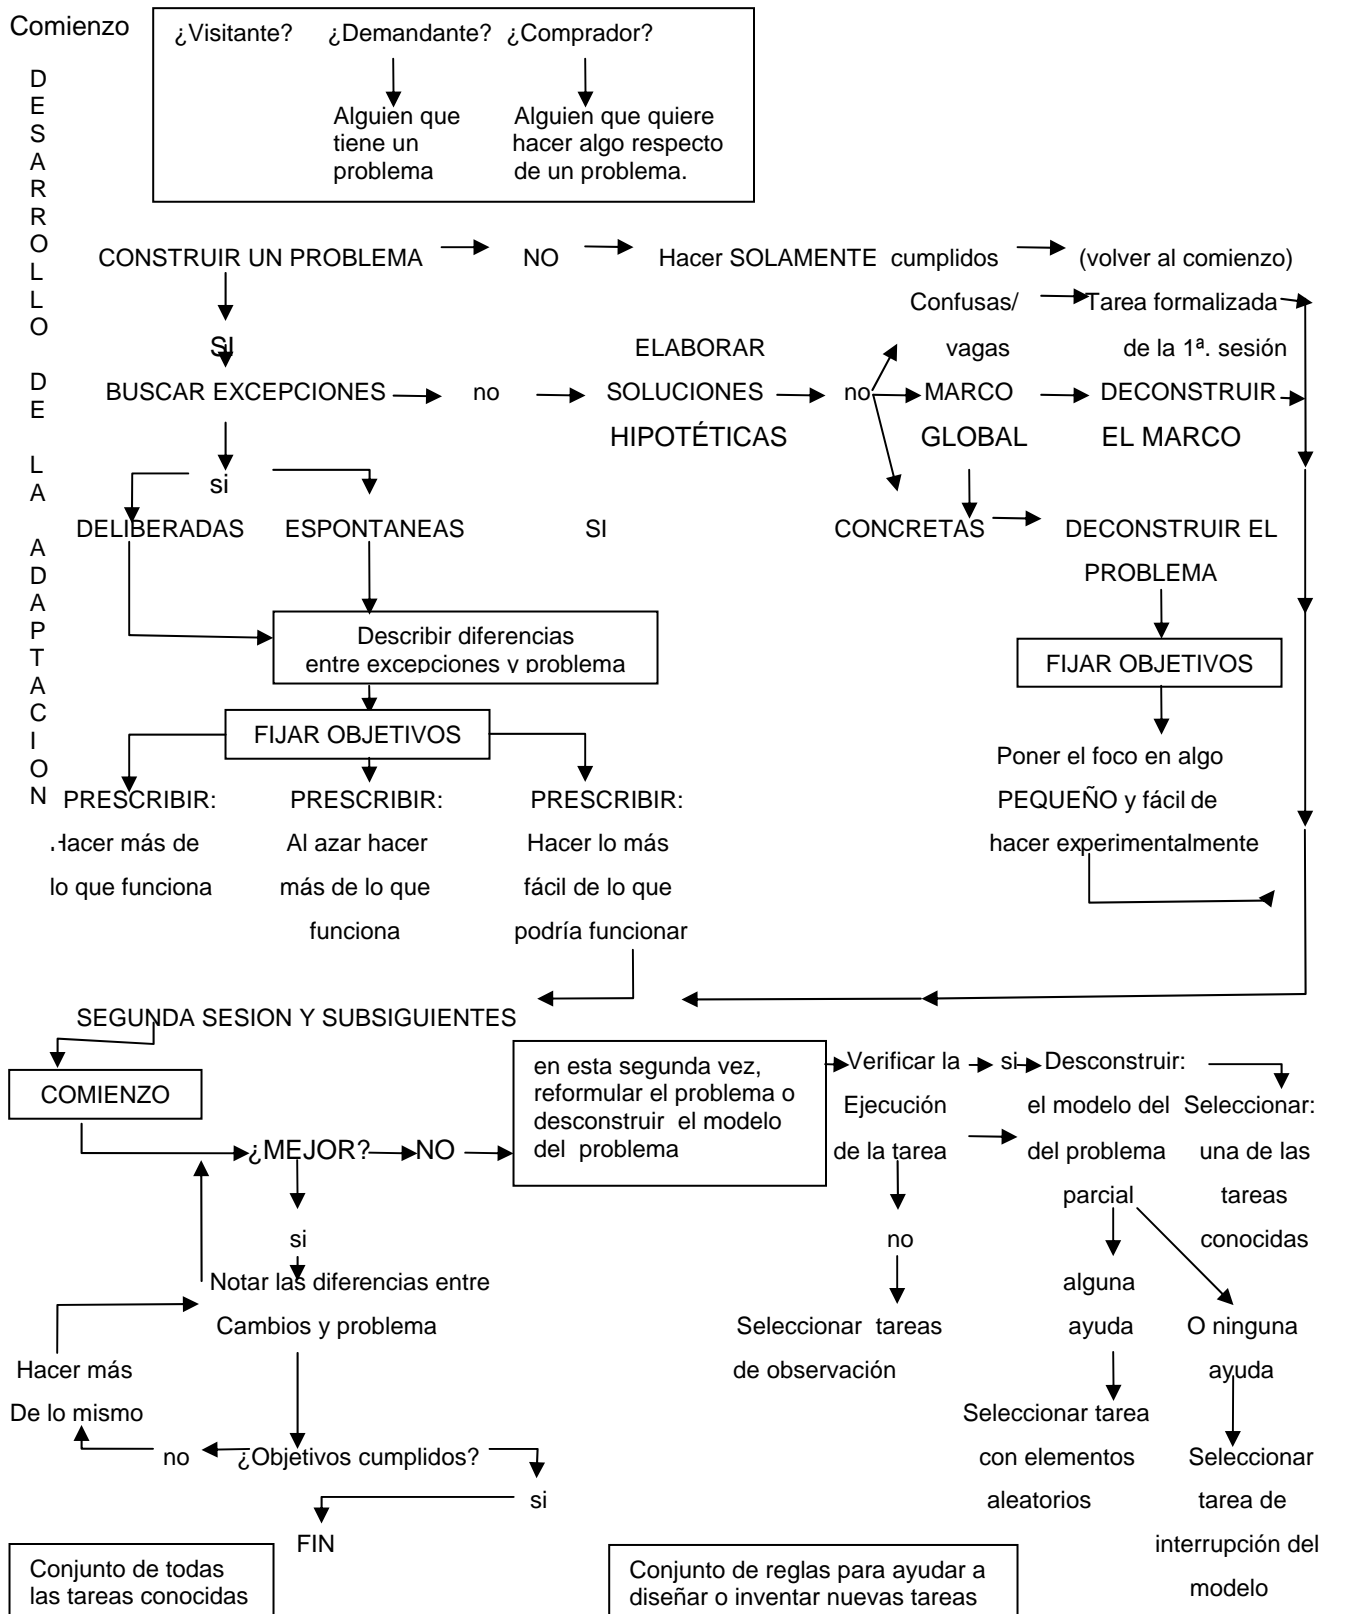 Comienzo
¿Visitante? ¿Demandante? ¿Comprador?
Alguien que
tiene un
problema
Alguien que quiere
hacer algo respecto
de un problema.
DESARROLLO DE LA ADAPTACION
CONSTRUIR UN PROBLEMA NO Hacer SOLAMENTE cumplidos (volver al comienzo)
SI
Confusas/
vagas
Tarea formalizada
de la 1ª. sesión
BUSCAR EXCEPCIONES no
ELABORAR
SOLUCIONES
HIPOTÉTICAS
no
MARCO
GLOBAL
DECONSTRUIR
EL MARCO
si
DELIBERADAS ESPONTANEAS SI CONCRETAS
DECONSTRUIR EL
PROBLEMA
Describir diferencias
entre excepciones y problema
FIJAR OBJETIVOS
FIJAR OBJETIVOS
Poner el foco en algo
PEQUEÑO y fácil de
hacer experimentalmente
PRESCRIBIR:
Hacer más de
lo que funciona
PRESCRIBIR:
Al azar hacer
más de lo que
funciona
PRESCRIBIR:
Hacer lo más
fácil de lo que
podría funcionar
SEGUNDA SESION Y SUBSIGUIENTES
COMIENZO
¿MEJOR? NO
en esta segunda vez,
reformular el problema o
desconstruir el modelo
del problema
Verificar la
Ejecución
de la tarea
si
Desconstruir:
el modelo del
del problema
parcial
Seleccionar:
una de las
tareas
conocidas
si
no
Notar las diferencias entre
Cambios y problema
Seleccionar tareas
de observación
alguna
ayuda
O ninguna
ayuda
Hacer más
De lo mismo
no ¿Objetivos cumplidos?
si
FIN
Seleccionar tarea
con elementos
aleatorios
Seleccionar
tarea de
interrupción del
modelo
Conjunto de todas
las tareas conocidas
Conjunto de reglas para ayudar a
diseñar o inventar nuevas tareas